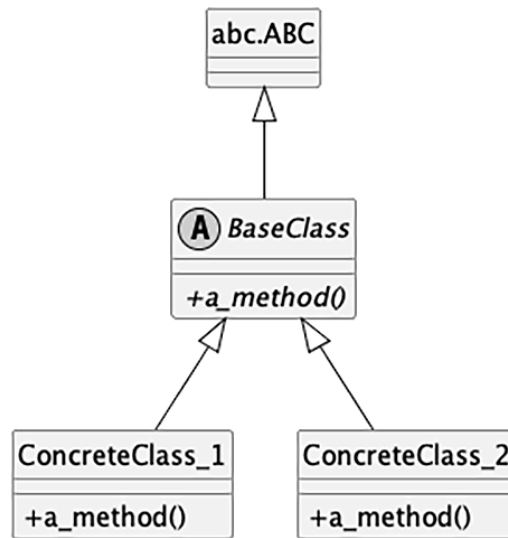 abc.ABC
A BaseClass
+a_method()
ConcreteClass_1
+a_method()
ConcreteClass_2
+a_method()